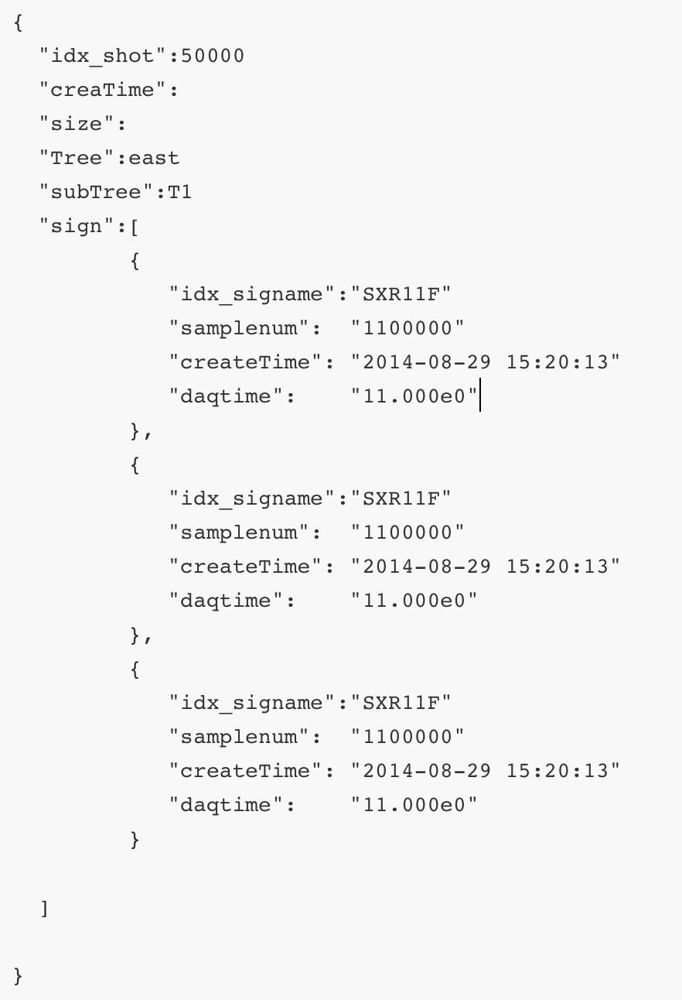 {
"idx_shot":50000
"creaTime":
"size":
"Tree":east
"subTree":T1
"sign":[
{
"idx_signame":"SXR11F"
"samplenum":  "1100000"
"createTime": "2014-08-29 15:20:13"
"daqtime":    "11.000e0"
},
{
"idx_signame":"SXR11F"
"samplenum":  "1100000"
"createTime": "2014-08-29 15:20:13"
"daqtime":    "11.000e0"
},
{
"idx_signame":"SXR11F"
"samplenum":  "1100000"
"createTime": "2014-08-29 15:20:13"
"daqtime":    "11.000e0"
}
]
}